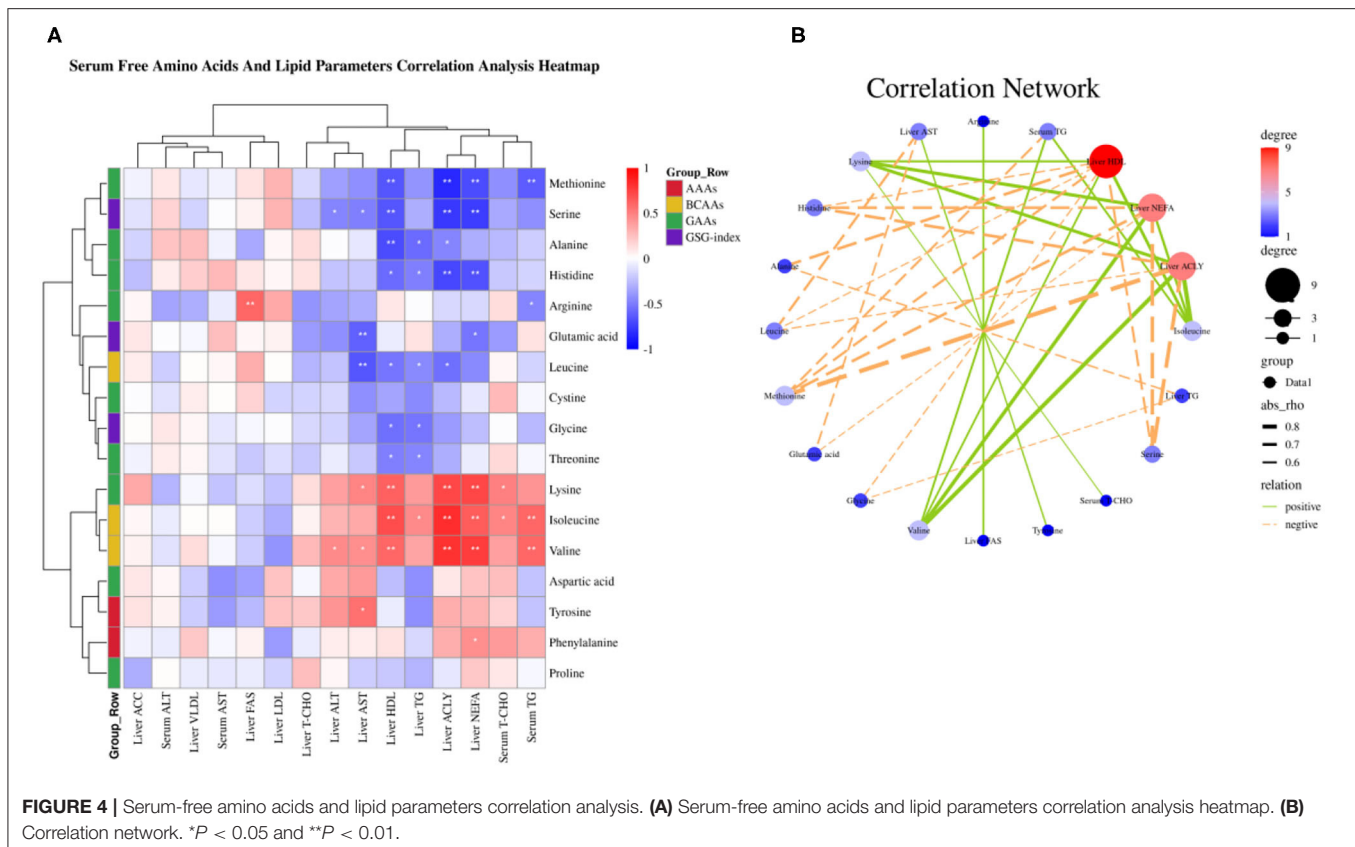 A
B
Serum Free Amino Acids And Lipid Parameters Correlation Analysis Heatmap
Methionine
Serine
Alanine
Histidine
Arginine
Glutamic acid
Leucine
Cystine
Glycine
Threonine
Lysine
Isoleucine
Valine
Aspartic acid
Tyrosine
Phenylalanine
Proline
Group_Row
Liver ACC
Serum ALT
Liver VLDL
Serum AST
Liver FAS
Liver LDL
Liver T-CHO
Liver ALT
Liver AST
Liver HDL
Liver TG
Liver ACLY
Liver NEFA
Serum T-CHO
Serum TG
1
0.5
0
-0.5
-1
Group_Row
AAAs
BCAAs
GAAs
GSG-index
Correlation Network
Arginine
Liver AST
Serum TG
Lysine
Liver HDL
Histidine
Liver NEFA
Alanine
Liver ACLY
Leucine
Isoleucine
Methionine
Liver TG
Glutamic acid
Serine
Glycine
Serum T-CHO
Valine
Liver FAS
Tyrosine
degree
9
5
1
degree
9
3
1
group
Data1
abs_rho
0.8
0.7
0.6
relation
positive
negtive
FIGURE 4 | Serum-free amino acids and lipid parameters correlation analysis. (A) Serum-free amino acids and lipid parameters correlation analysis heatmap. (B)
Correlation network. *P < 0.05 and **P < 0.01.